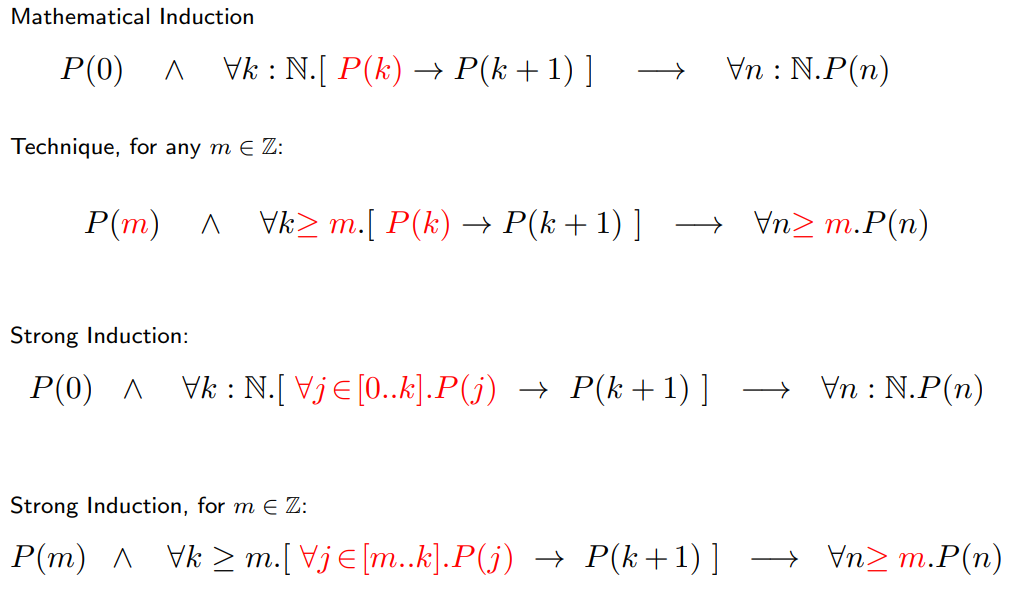 Mathematical Induction
P(0) ∧ ∀k : ℕ.[ P(k) → P(k + 1) ] ⟶ ∀n : ℕ.P(n)
Technique, for any m ∈ ℤ:
P(m) ∧ ∀k≥ m.[ P(k) → P(k + 1) ] ⟶ ∀n≥ m.P(n)
Strong Induction:
P(0) ∧ ∀k : ℕ.[ ∀j∈[0..k].P(j) → P(k + 1) ] ⟶ ∀n : ℕ.P(n)
Strong Induction, for m ∈ ℤ:
P(m) ∧ ∀k ≥ m.[ ∀j∈[m..k].P(j) → P(k + 1) ] ⟶ ∀n≥ m.P(n)